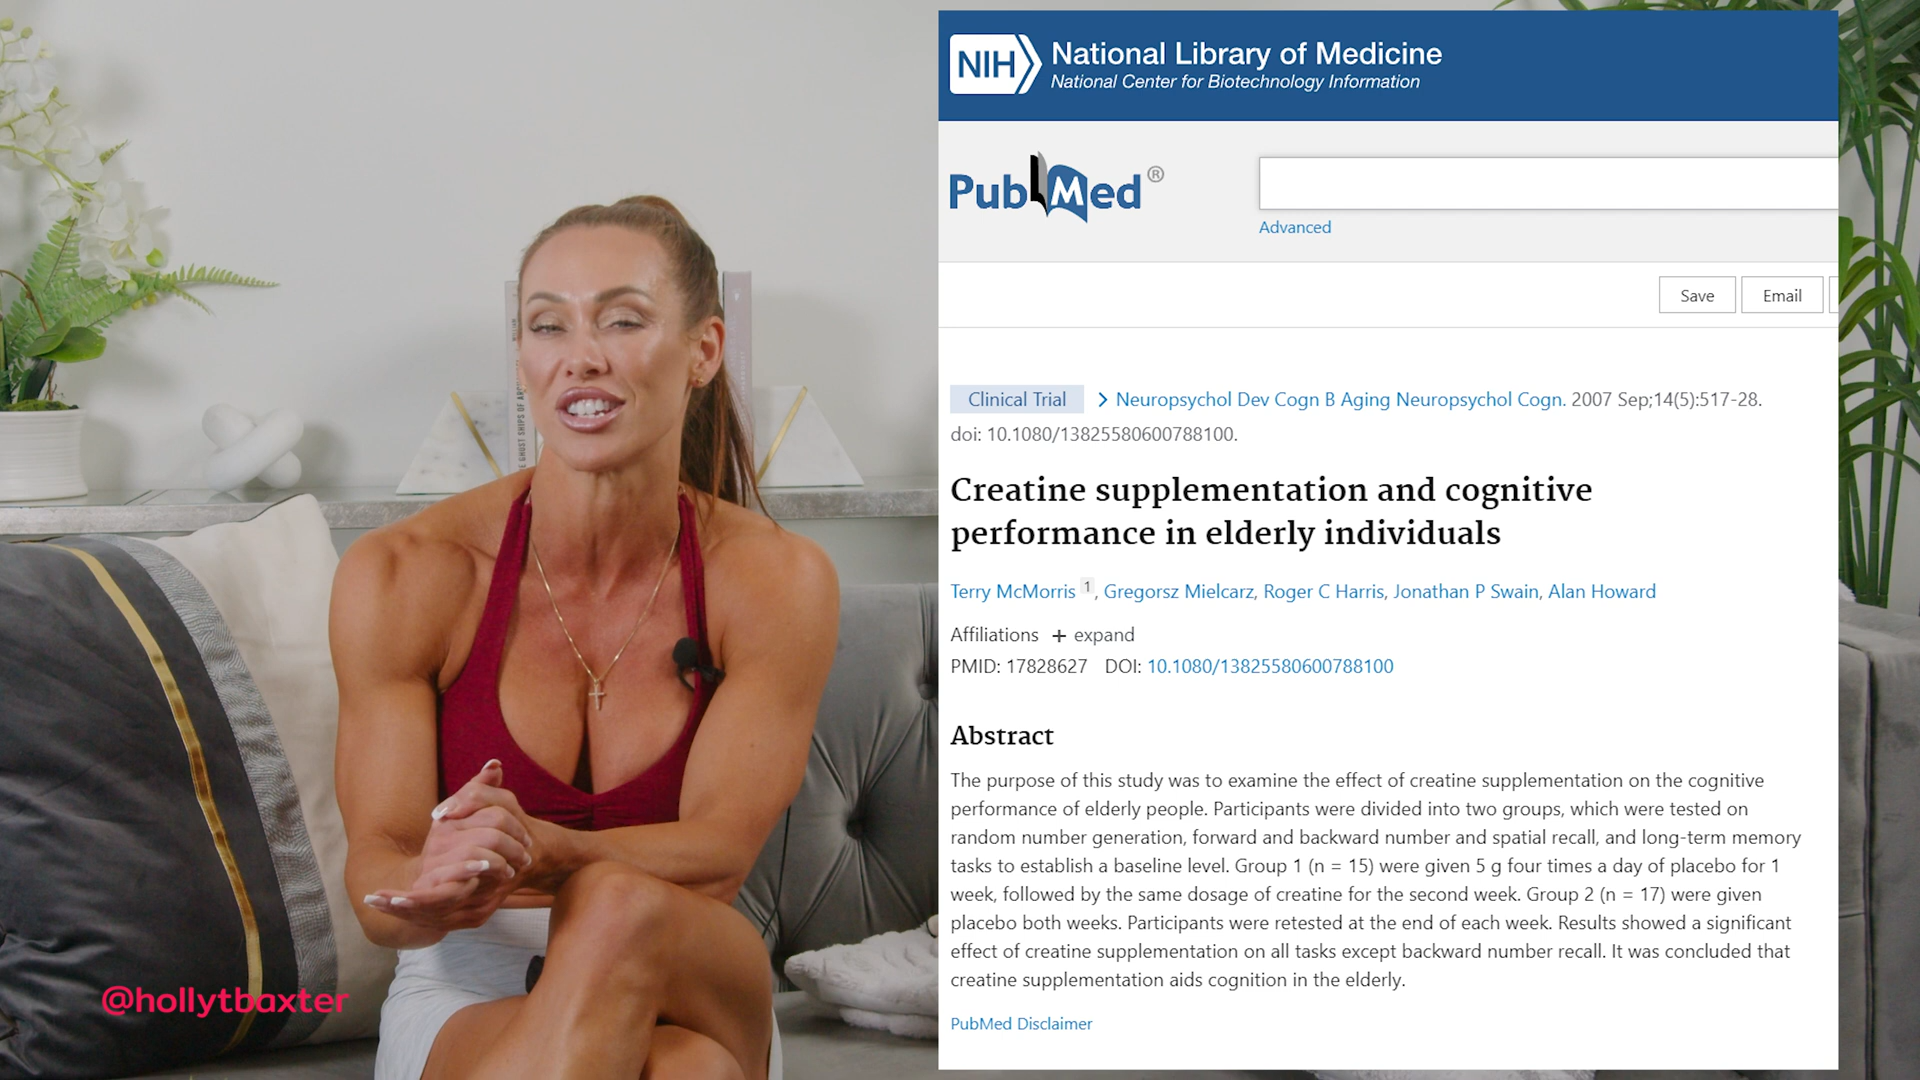 NIH National Library of Medicine
National Center for Biotechnology Information
PubMed®
Advanced
Save Email
Clinical Trial > Neuropsychol Dev Cogn B Aging Neuropsychol Cogn. 2007 Sep;14(5):517-28.
doi: 10.1080/13825580600788100.
Creatine supplementation and cognitive
performance in elderly individuals
Terry McMorris 1, Gregorsz Mielcarz, Roger C Harris, Jonathan P Swain, Alan Howard
Affiliations + expand
PMID: 17828627 DOI: 10.1080/13825580600788100
Abstract
The purpose of this study was to examine the effect of creatine supplementation on the cognitive
performance of elderly people. Participants were divided into two groups, which were tested on
random number generation, forward and backward number and spatial recall, and long-term memory
tasks to establish a baseline level. Group 1 (n = 15) were given 5 g four times a day of placebo for 1
week, followed by the same dosage of creatine for the second week. Group 2 (n = 17) were given
placebo both weeks. Participants were retested at the end of each week. Results showed a significant
effect of creatine supplementation on all tasks except backward number recall. It was concluded that
creatine supplementation aids cognition in the elderly.
PubMed Disclaimer
@hollytbaxter